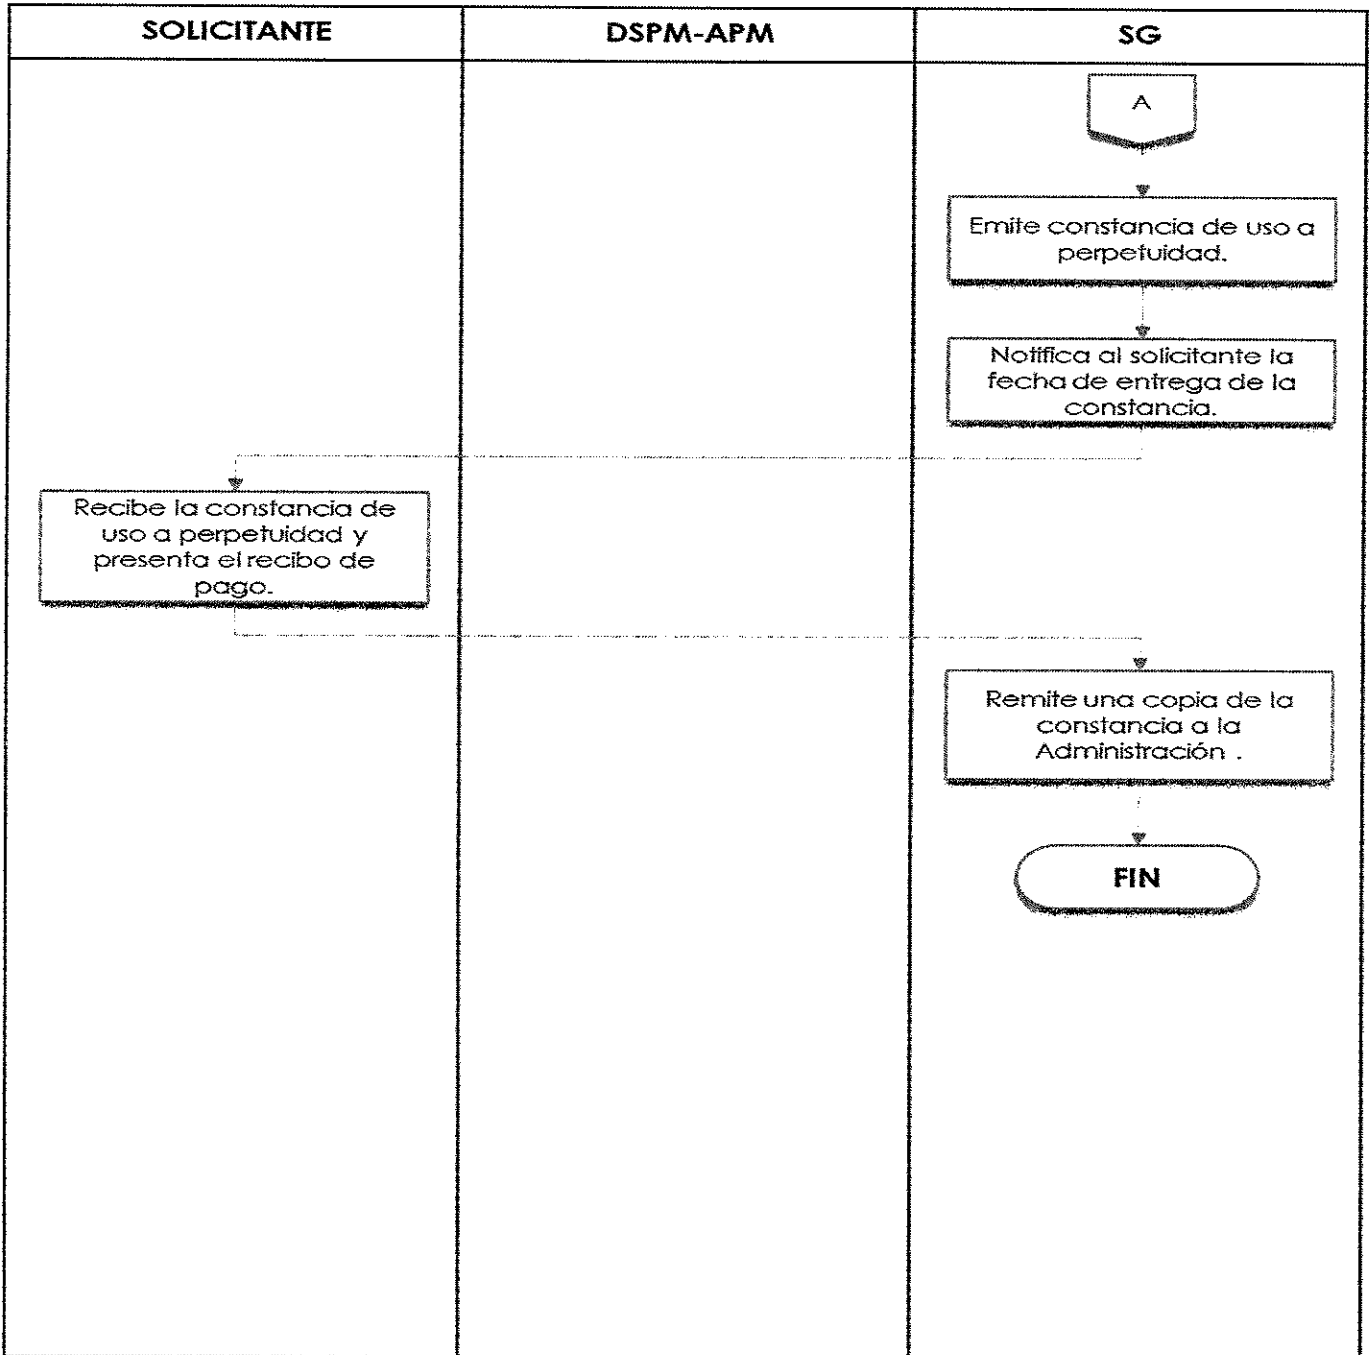 SOLICITANTE
DSPM-APM
SG
A
Emite constancia de uso a
perpetuidad.
Notifica al solicitante la
fecha de entrega de la
constancia.
Recibe la constancia de
uso a perpetuidad y
presenta el recibo de
pago.
Remite una copia de la
constancia a la
Administración .
FIN